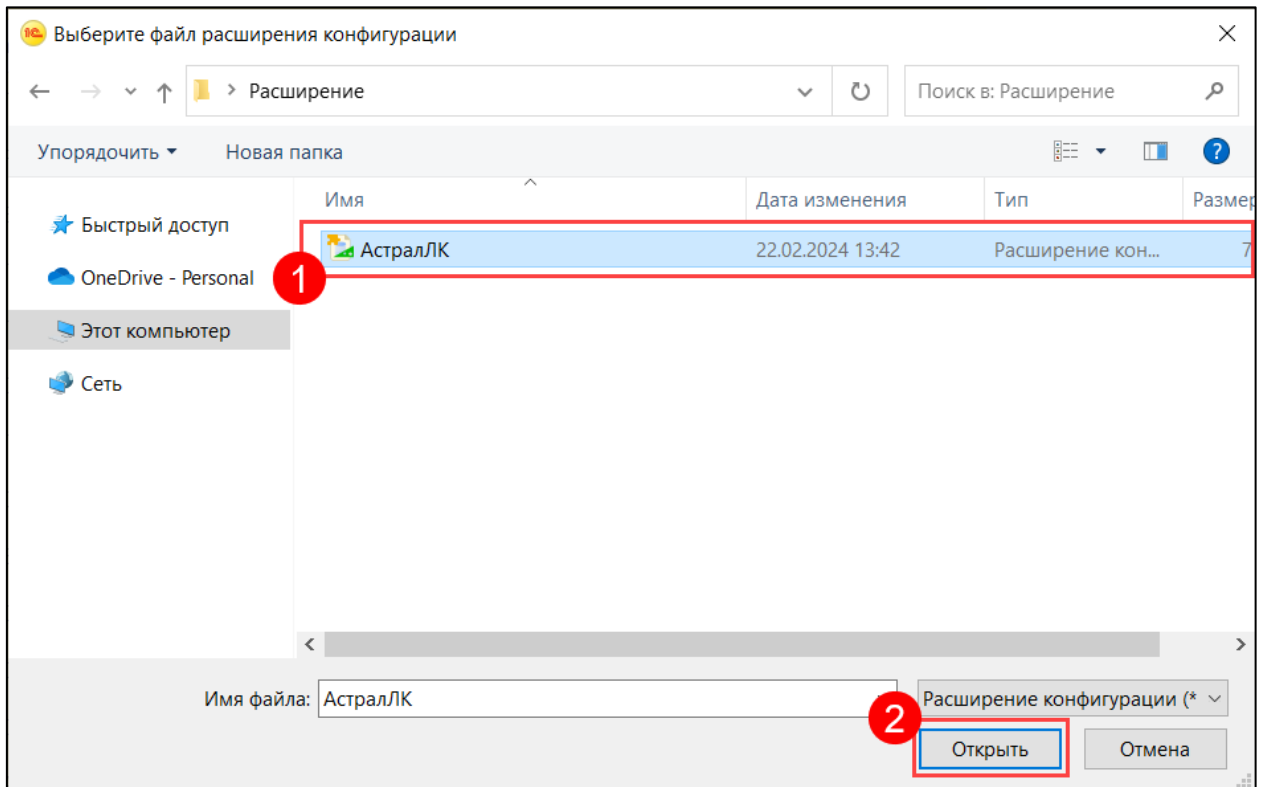 1С Выберите файл расширения конфигурации
Расширение Поиск в: Расширение
Упорядочить Новая папка ?
Имя Дата изменения Тип Размер
Быстрый доступ
АстралЛК 22.02.2024 13:42 Расширение кон... 7
1
OneDrive - Personal
Этот компьютер
Сеть
Имя файла: АстралЛК Расширение конфигурации (*
2
Открыть Отмена